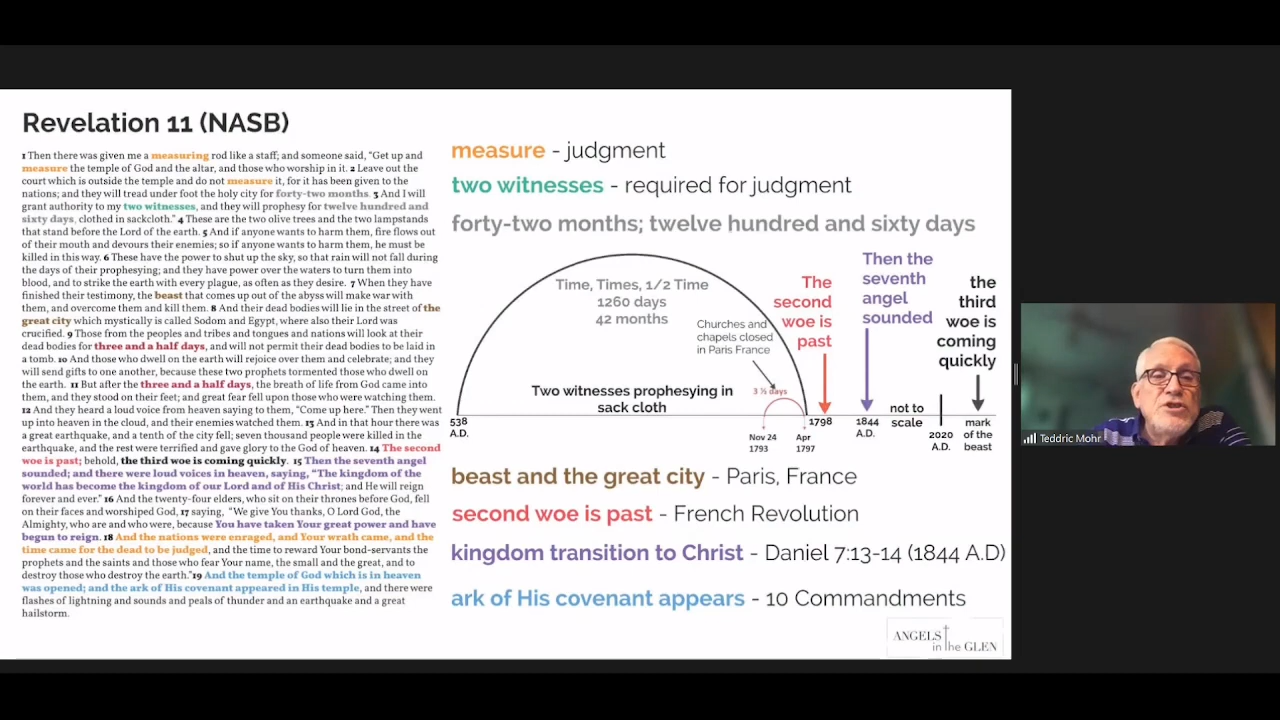 Revelation 11 (NASB)
1 Then there was given me a measuring rod like a staff; and someone said, “Get up and
measure the temple of God and the altar, and those who worship in it. 2 Leave out the
court which is outside the temple and do not measure it, for it has been given to the
nations; and they will tread under foot the holy city for forty-two months. 3 And I will
grant authority to my two witnesses, and they will prophesy for twelve hundred and
sixty days, clothed in sackcloth.” 4 These are the two olive trees and the two lampstands
that stand before the Lord of the earth. 5 And if anyone wants to harm them, fire flows out
of their mouth and devours their enemies; so if anyone wants to harm them, he must be
killed in this way. 6 These have the power to shut up the sky, so that rain will not fall during
the days of their prophesying; and they have power over the waters to turn them into
blood, and to strike the earth with every plague, as often as they desire. 7 When they have
finished their testimony, the beast that comes up out of the abyss will make war with
them, and overcome them and kill them. 8 And their dead bodies will lie in the street of the
great city which mystically is called Sodom and Egypt, where also their Lord was
crucified. 9 Those from the peoples and tribes and tongues and nations will look at their
dead bodies for three and a half days, and will not permit their dead bodies to be laid in
a tomb. 10 And those who dwell on the earth will rejoice over them and celebrate; and they
will send gifts to one another, because these two prophets tormented those who dwell on
the earth. 11 But after the three and a half days, the breath of life from God came into
them, and they stood on their feet; and great fear fell upon those who were watching them.
12 And they heard a loud voice from heaven saying to them, “Come up here.” Then they went
up into heaven in the cloud, and their enemies watched them. 13 And in that hour there was
a great earthquake, and a tenth of the city fell; seven thousand people were killed in the
earthquake, and the rest were terrified and gave glory to the God of heaven. 14 The second
woe is past; behold, the third woe is coming quickly. 15 Then the seventh angel
sounded; and there were loud voices in heaven, saying, “The kingdom of the
world has become the kingdom of our Lord and of His Christ; and He will reign
forever and ever.” 16 And the twenty-four elders, who sit on their thrones before God, fell
on their faces and worshiped God, 17 saying, “We give You thanks, O Lord God, the
Almighty, who are and who were, because You have taken Your great power and have
begun to reign. 18 And the nations were enraged, and Your wrath came, and the
time came for the dead to be judged, and the time to reward Your bond-servants the
prophets and the saints and those who fear Your name, the small and the great, and to
destroy those who destroy the earth.”19 And the temple of God which is in heaven
was opened; and the ark of His covenant appeared in His temple, and there were
flashes of lightning and sounds and peals of thunder and an earthquake and a great
hailstorm.
measure - judgment
two witnesses - required for judgment
forty-two months; twelve hundred and sixty days
Time, Times, 1/2 Time
1260 days
42 months
Churches and
chapels closed
in Paris France
3 ½ days
Two witnesses prophesying in
sack cloth
The
second
woe is
past
Then the
seventh
angel
sounded
the
third
woe is
coming
quickly
538
A.D.
Nov 24
1793
Apr
1797
1798
1844
A.D.
not to
scale
2020
A.D.
mark
of the
beast
beast and the great city - Paris, France
second woe is past - French Revolution
kingdom transition to Christ - Daniel 7:13-14 (1844 A.D)
ark of His covenant appears - 10 Commandments
ANGELS
in the GLEN
Teddric Mohr